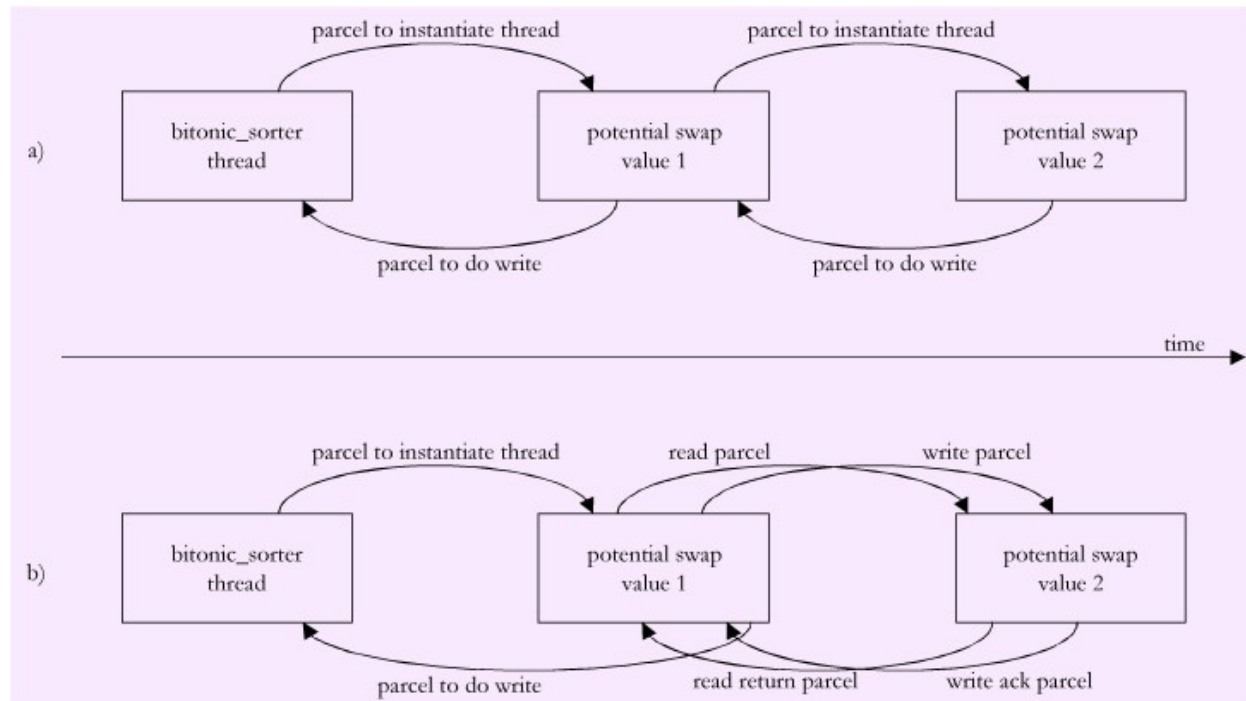 parcel to instantiate thread
parcel to instantiate thread
a)
bitonic_sorter
thread
potential swap
value 1
potential swap
value 2
parcel to do write
parcel to do write
time
parcel to instantiate thread
read parcel
write parcel
b)
bitonic_sorter
thread
potential swap
value 1
potential swap
value 2
parcel to do write
read return parcel
write ack parcel